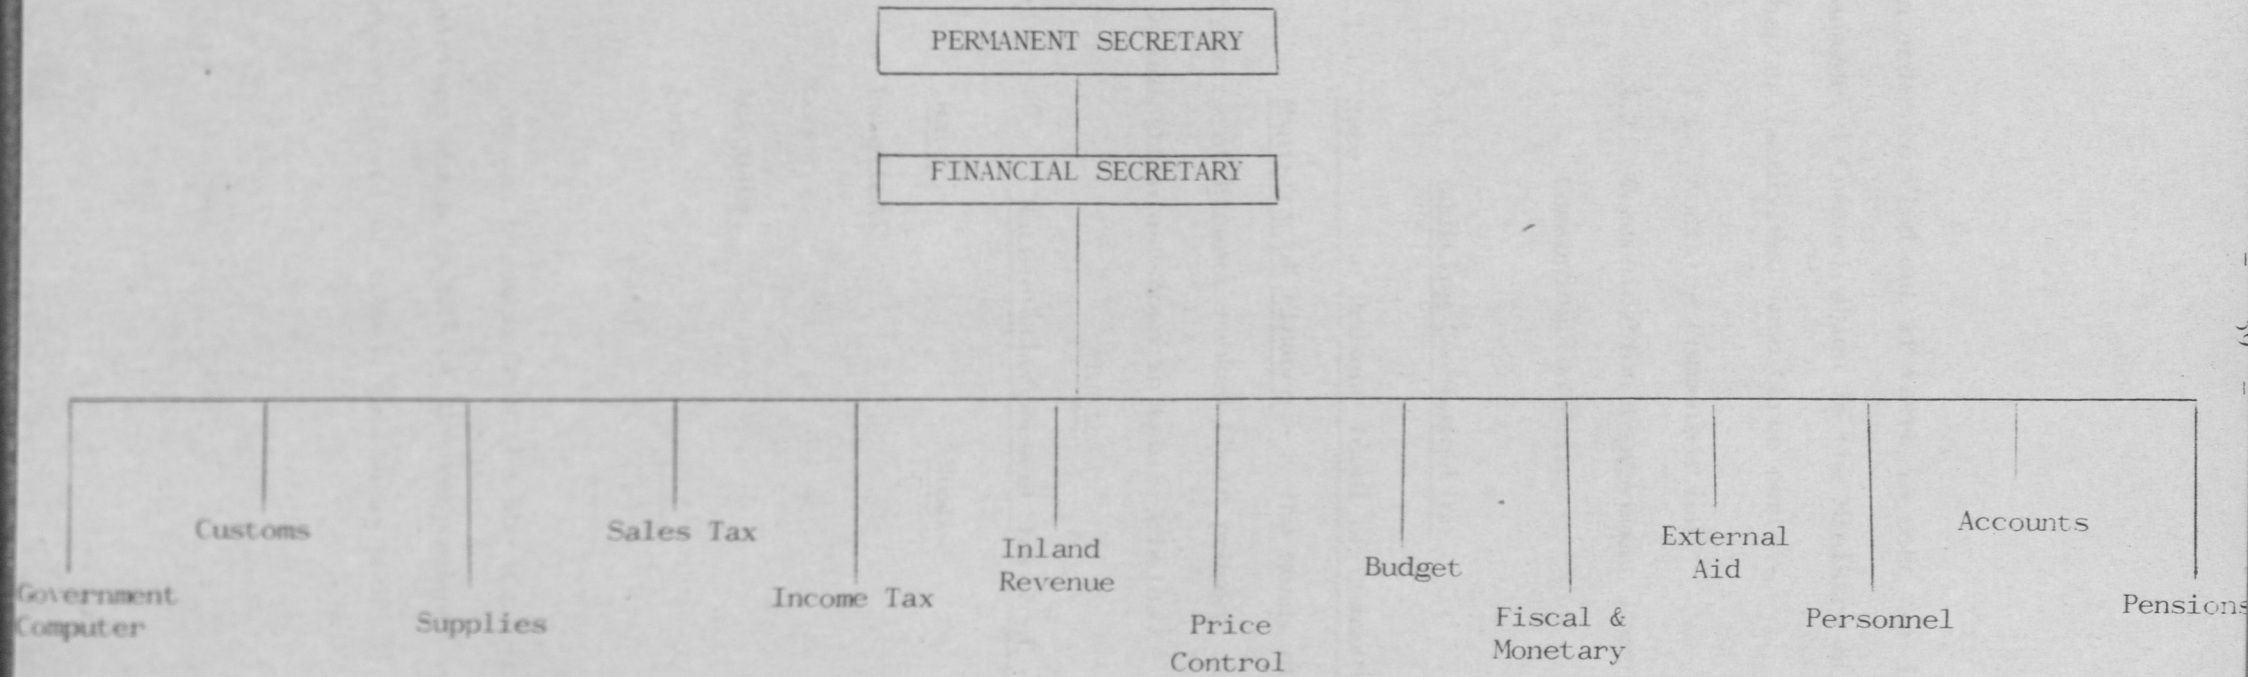 PERMANENT SECRETARY
FINANCIAL SECRETARY
Government
Computer
Customs
Supplies
Sales Tax
Income Tax
Inland
Revenue
Price
Control
Budget
Fiscal &
Monetary
External
Aid
Personnel
Accounts
Pensions